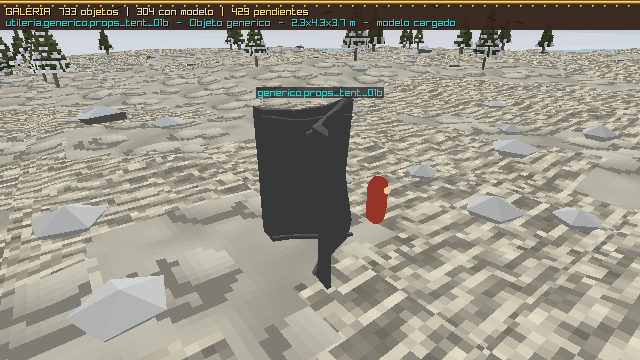 GALERIA 733 objetos | 304 con modelo | 429 pendientes
utileria.generico.props_tent_01b - Objeto generico - 2.3x4.3x3.7 m - modelo cargado
generico.props_tent_01b